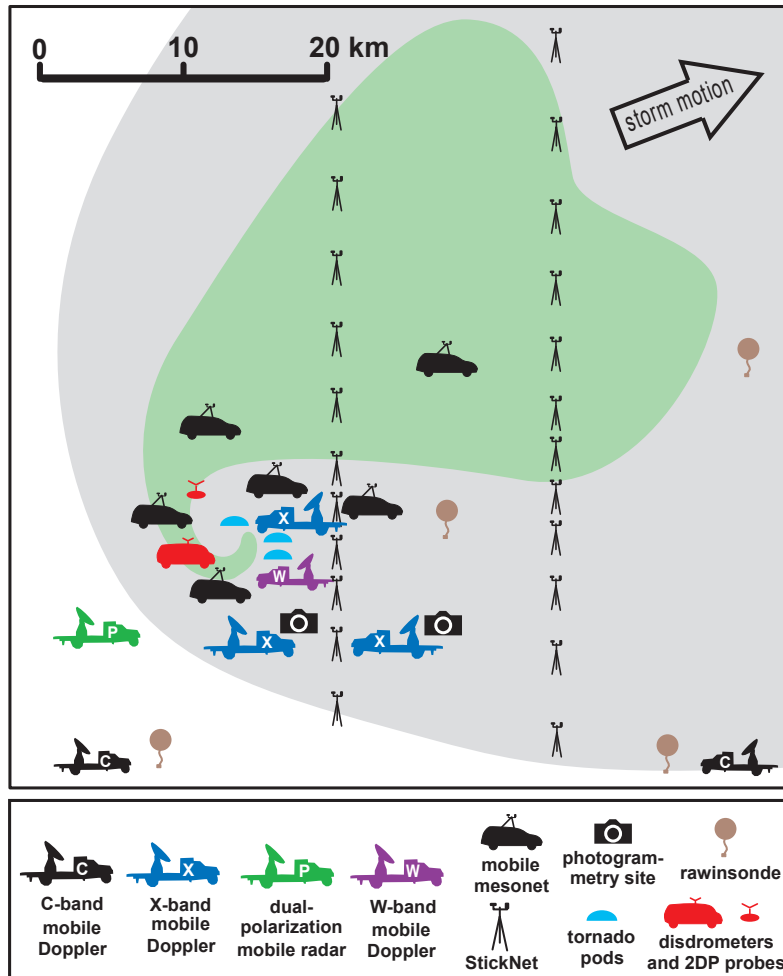 0 10 20 km
storm motion
X
W
P
X
X
C
C
C
X
P
W
C-band
mobile
Doppler
X-band
mobile
Doppler
dual-
polarization
mobile radar
W-band
mobile
Doppler
mobile
mesonet
photogram-
metry site
rawinsonde
StickNet
tornado
pods
disdrometers
and 2DP probes